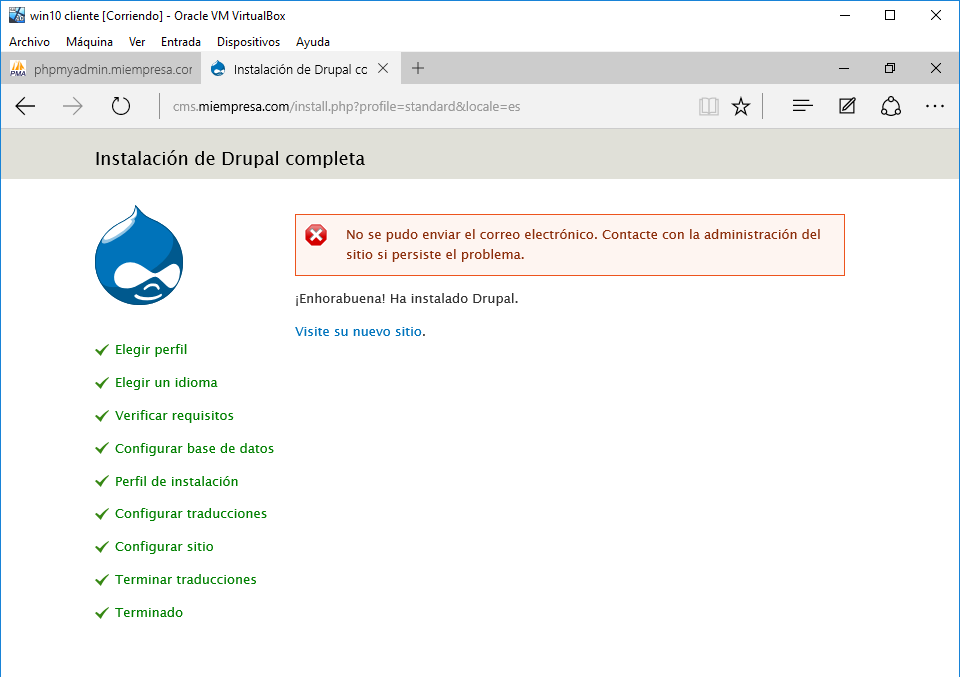 win10 cliente [Corriendo] - Oracle VM VirtualBox
Archivo Máquina Ver Entrada Dispositivos Ayuda
PMA phpmyadmin.miempresa.cor Instalación de Drupal cc
cms.miempresa.com/install.php?profile=standard&locale=es
Instalación de Drupal completa
No se pudo enviar el correo electrónico. Contacte con la administración del
sitio si persiste el problema.
¡Enhorabuena! Ha instalado Drupal.
Visite su nuevo sitio.
Elegir perfil
Elegir un idioma
Verificar requisitos
Configurar base de datos
Perfil de instalación
Configurar traducciones
Configurar sitio
Terminar traducciones
Terminado